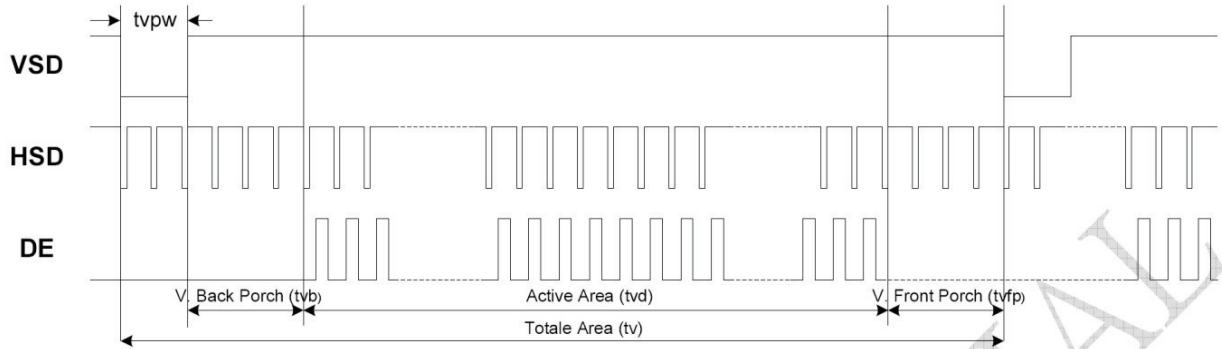 tvpw
VSD
HSD
DE
V. Back Porch (tvb) Active Area (tvd) V. Front Porch (tvfp)
Totale Area (tv)